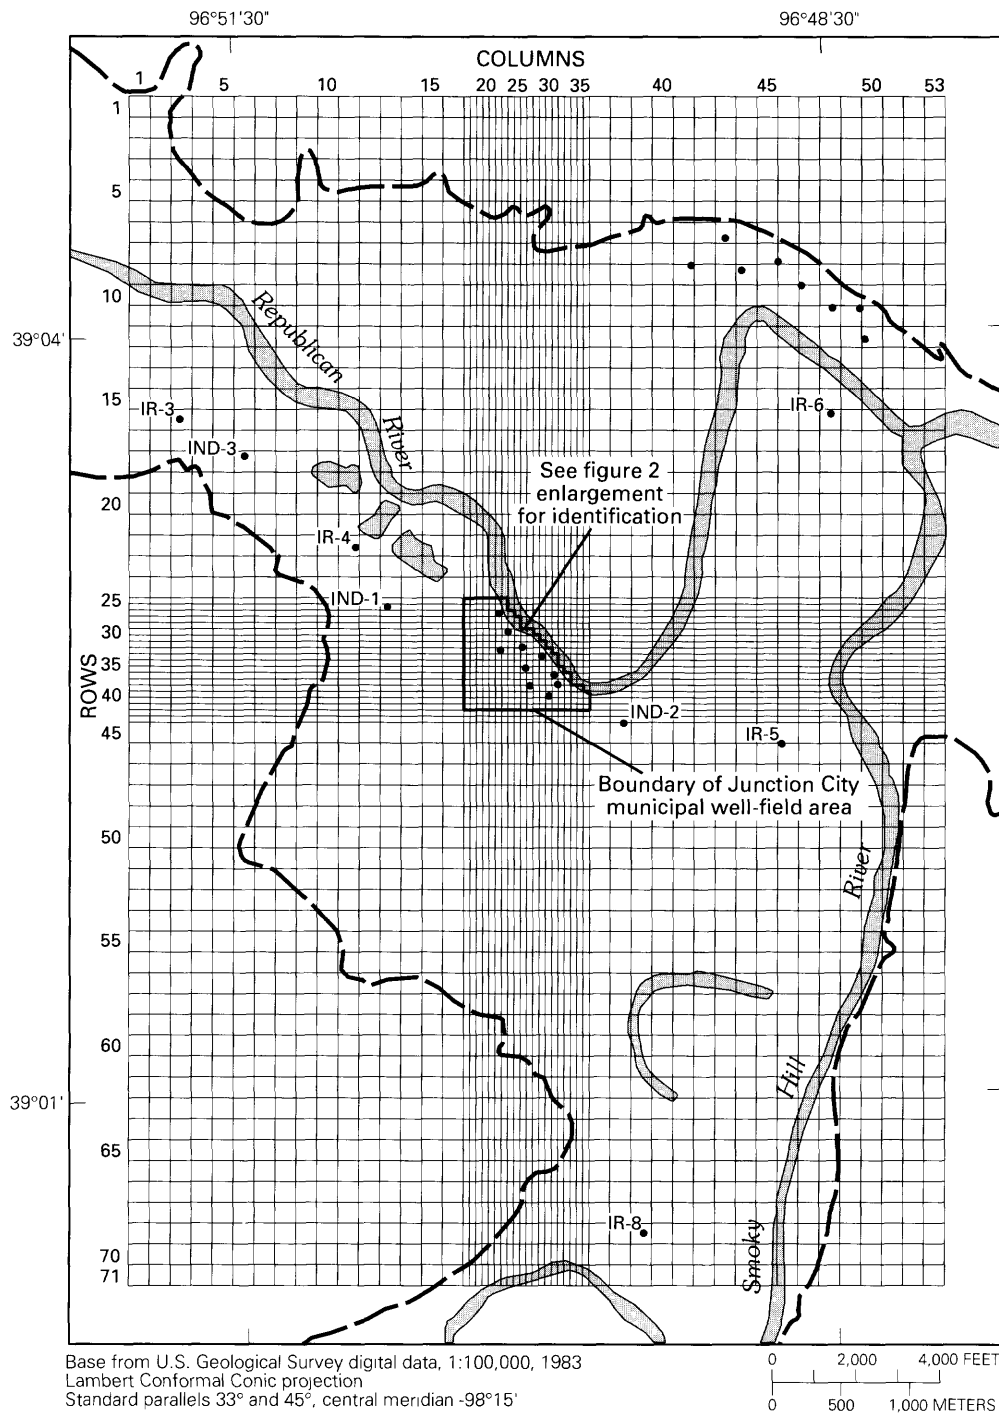 96°51'30"
96°48'30"
COLUMNS
1 5 10 15 20 25 30 35 40 45 50 53
1
5
10
39°04'
15
20
25
30
35
40
45
50
55
60
39°01'
65
70
71
ROWS
Republican
River
IR-3
IND-3
IR-4
IND-1
IR-6
See figure 2
enlargement
for identification
IND-2
IR-5
Boundary of Junction City
municipal well-field area
River
Hill
Smoky
IR-8
Base from U.S. Geological Survey digital data, 1:100,000, 1983
Lambert Conformal Conic projection
Standard parallels 33° and 45°, central meridian -98°15'
0 2,000 4,000 FEET
0 500 1,000 METERS